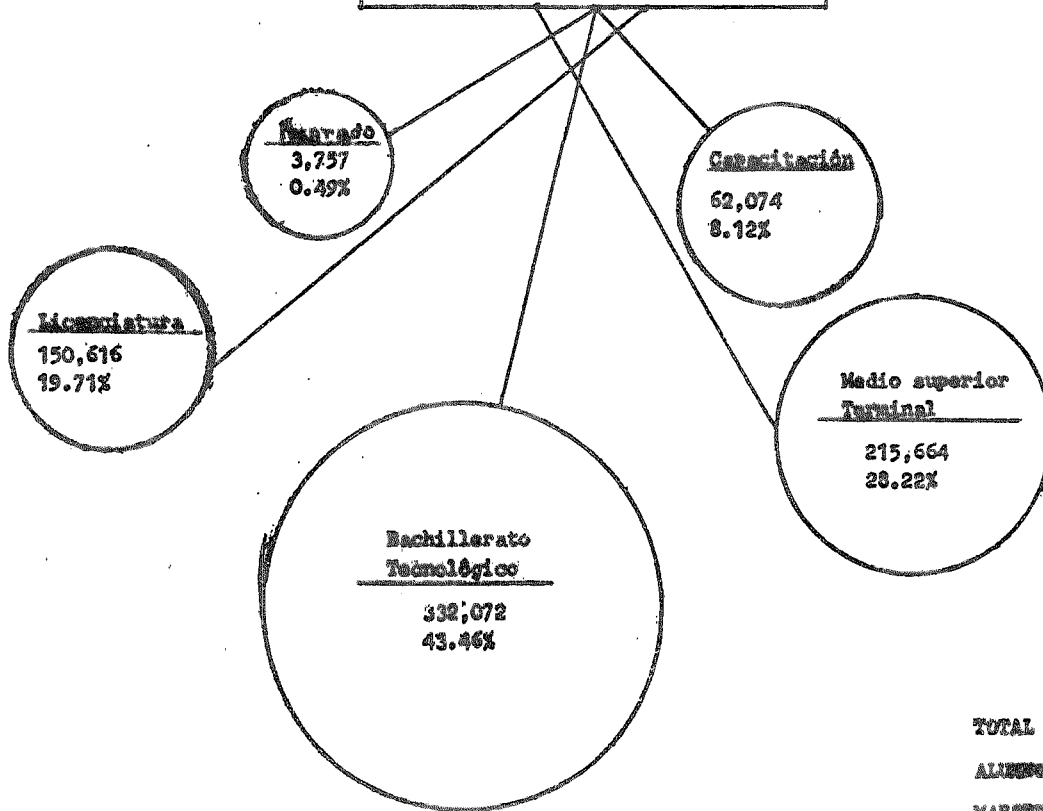 Posgrado
3,757
0.49%
Capacitación
62,074
8.12%
Licenciatura
150,616
19.71%
Medio superior
Terminal
215,664
28.22%
Bachillerato
Tecnológico
332,072
43.46%
TOTAL